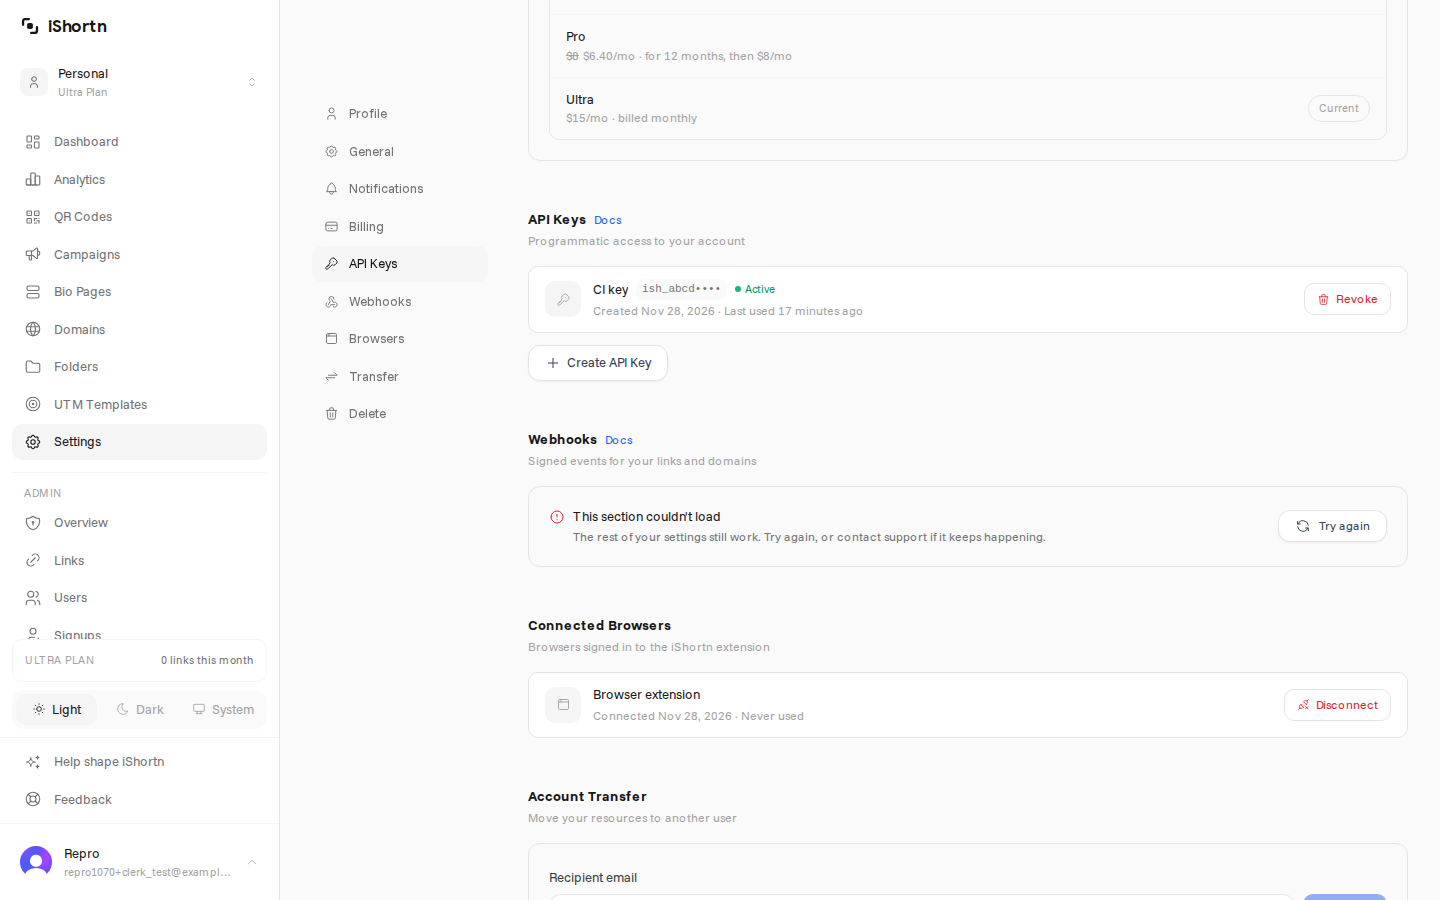 iShortn
Personal
Ultra Plan
Dashboard
Analytics
QR Codes
Campaigns
Bio Pages
Domains
Folders
UTM Templates
Settings
ADMIN
Overview
Links
Users
Signups
ULTRA PLAN
0 links this month
Light
Dark
System
Help shape iShortn
Feedback
Repro
repro1070+clerk_test@exampl...
Profile
General
Notifications
Billing
API Keys
Webhooks
Browsers
Transfer
Delete
Pro
$8 $6.40/mo · for 12 months, then $8/mo
Ultra
Current
$15/mo · billed monthly
API Keys Docs
Programmatic access to your account
CI key ish_abcd•••• Active
Created Nov 28, 2026 · Last used 17 minutes ago
Revoke
Create API Key
Webhooks Docs
Signed events for your links and domains
This section couldn't load
The rest of your settings still work. Try again, or contact support if it keeps happening.
Try again
Connected Browsers
Browsers signed in to the iShortn extension
Browser extension
Connected Nov 28, 2026 · Never used
Disconnect
Account Transfer
Move your resources to another user
Recipient email